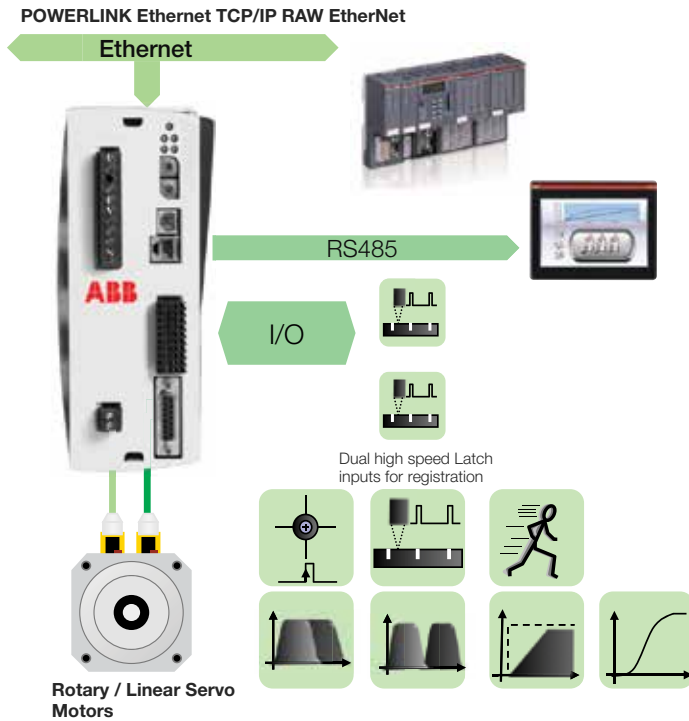 POWERLINK Ethernet TCP/IP RAW EtherNet
Ethernet
RS485
ABB
I/O
Dual high speed Latch
inputs for registration
Rotary / Linear Servo
Motors